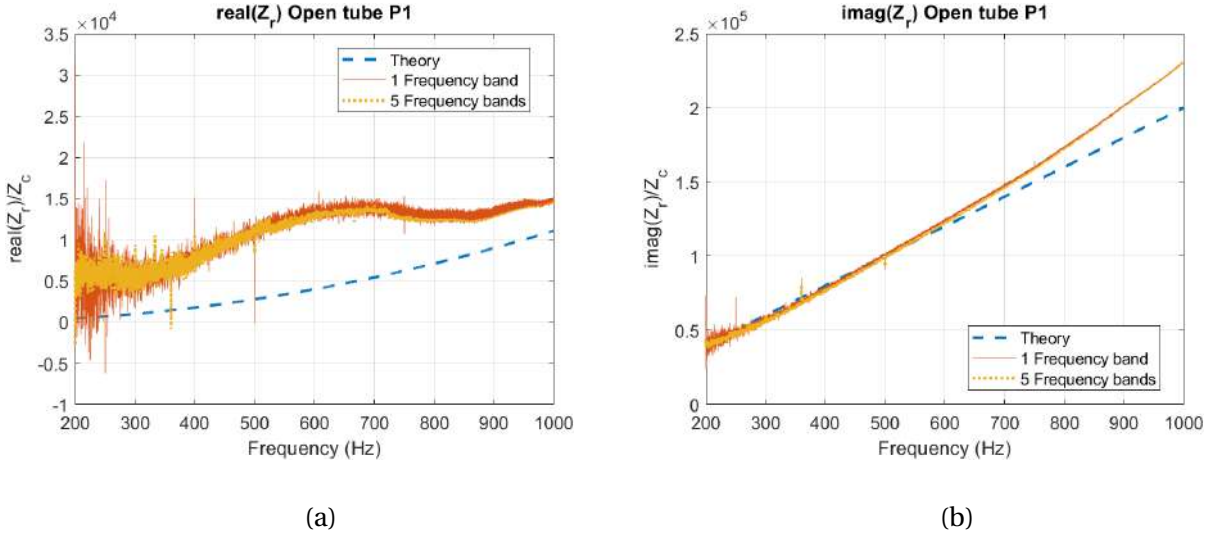 real(Z_r) Open tube P1
×10^4
4
3.5
3
2.5
2
1.5
1
0.5
0
-0.5
-1
real(Z_r)/Z_c
200 300 400 500 600 700 800 900 1000
Frequency (Hz)
Theory
1 Frequency band
5 Frequency bands
(a)
imag(Z_r) Open tube P1
×10^5
2.5
2
1.5
1
0.5
0
imag(Z_r)/Z_c
200 300 400 500 600 700 800 900 1000
Frequency (Hz)
Theory
1 Frequency band
5 Frequency bands
(b)